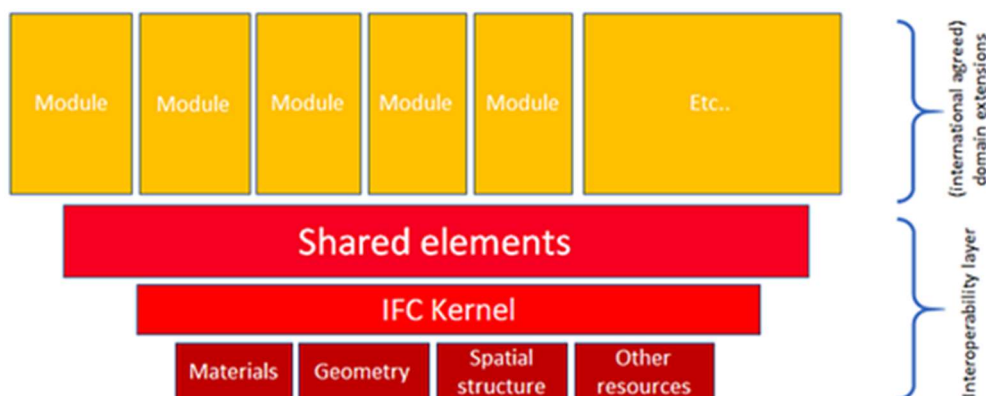 Module
Module
Module
Module
Module
Etc..
(international agreed)
domain extensions
Shared elements
IFC Kernel
Interoperability layer
Materials
Geometry
Spatial
structure
Other
resources